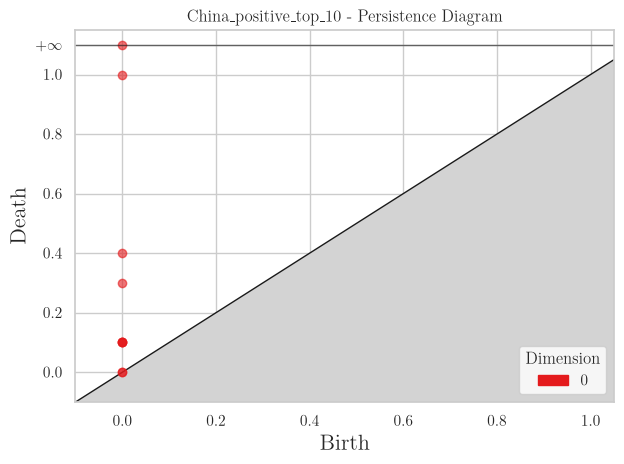 China_positive_top_10 - Persistence Diagram
+∞
1.0
0.8
0.6
0.4
0.2
0.0
Death
0.0 0.2 0.4 0.6 0.8 1.0
Birth
Dimension
0